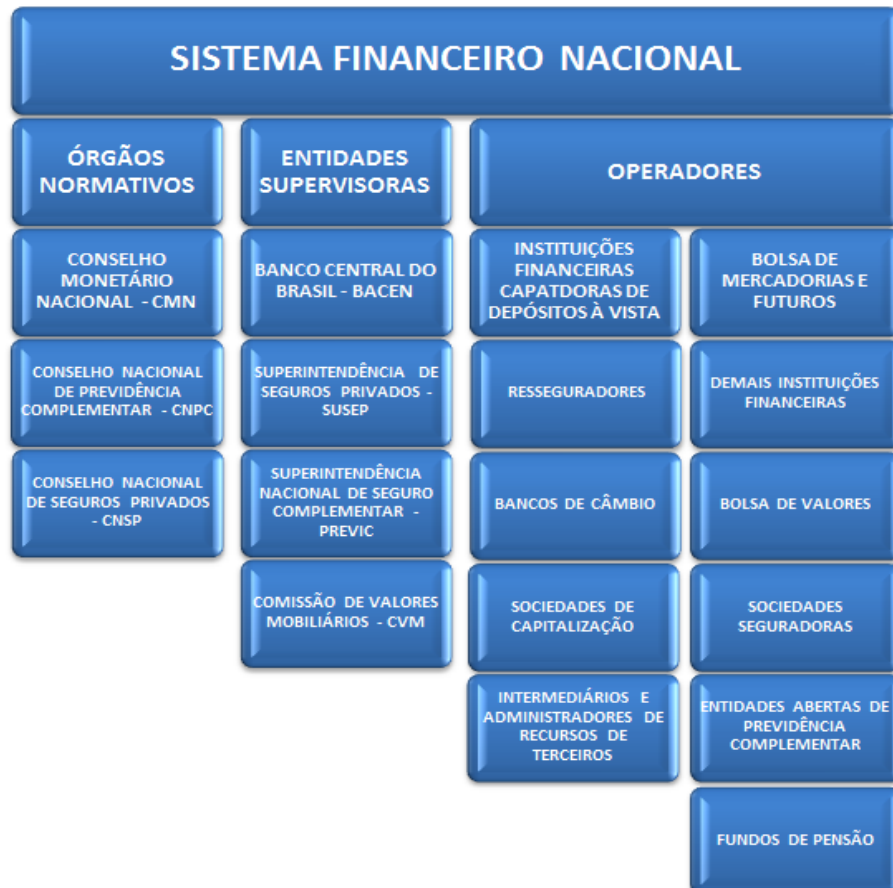 SISTEMA FINANCEIRO NACIONAL
ÓRGÃOS
NORMATIVOS
ENTIDADES
SUPERVISORAS
OPERADORES
CONSELHO
MONETÁRIO
NACIONAL - CMN
BANCO CENTRAL DO
BRASIL - BACEN
INSTITUIÇÕES
FINANCEIRAS
CAPATDORAS DE
DEPÓSITOS À VISTA
BOLSA DE
MERCADORIAS E
FUTUROS
CONSELHO NACIONAL
DE PREVIDÊNCIA
COMPLEMENTAR - CNPC
SUPERINTENDÊNCIA DE
SEGUROS PRIVADOS -
SUSEP
RESSEGURADORES
DEMAIS INSTITUIÇÕES
FINANCEIRAS
CONSELHO NACIONAL
DE SEGUROS PRIVADOS
- CNSP
SUPERINTENDÊNCIA
NACIONAL DE SEGURO
COMPLEMENTAR -
PREVIC
BANCOS DE CÂMBIO
BOLSA DE VALORES
COMISSÃO DE VALORES
MOBILIÁRIOS - CVM
SOCIEDADES DE
CAPITALIZAÇÃO
SOCIEDADES
SEGURADORAS
INTERMEDIÁRIOS E
ADMINISTRADORES DE
RECURSOS DE
TERCEIROS
ENTIDADES ABERTAS DE
PREVIDÊNCIA
COMPLEMENTAR
FUNDOS DE PENSÃO